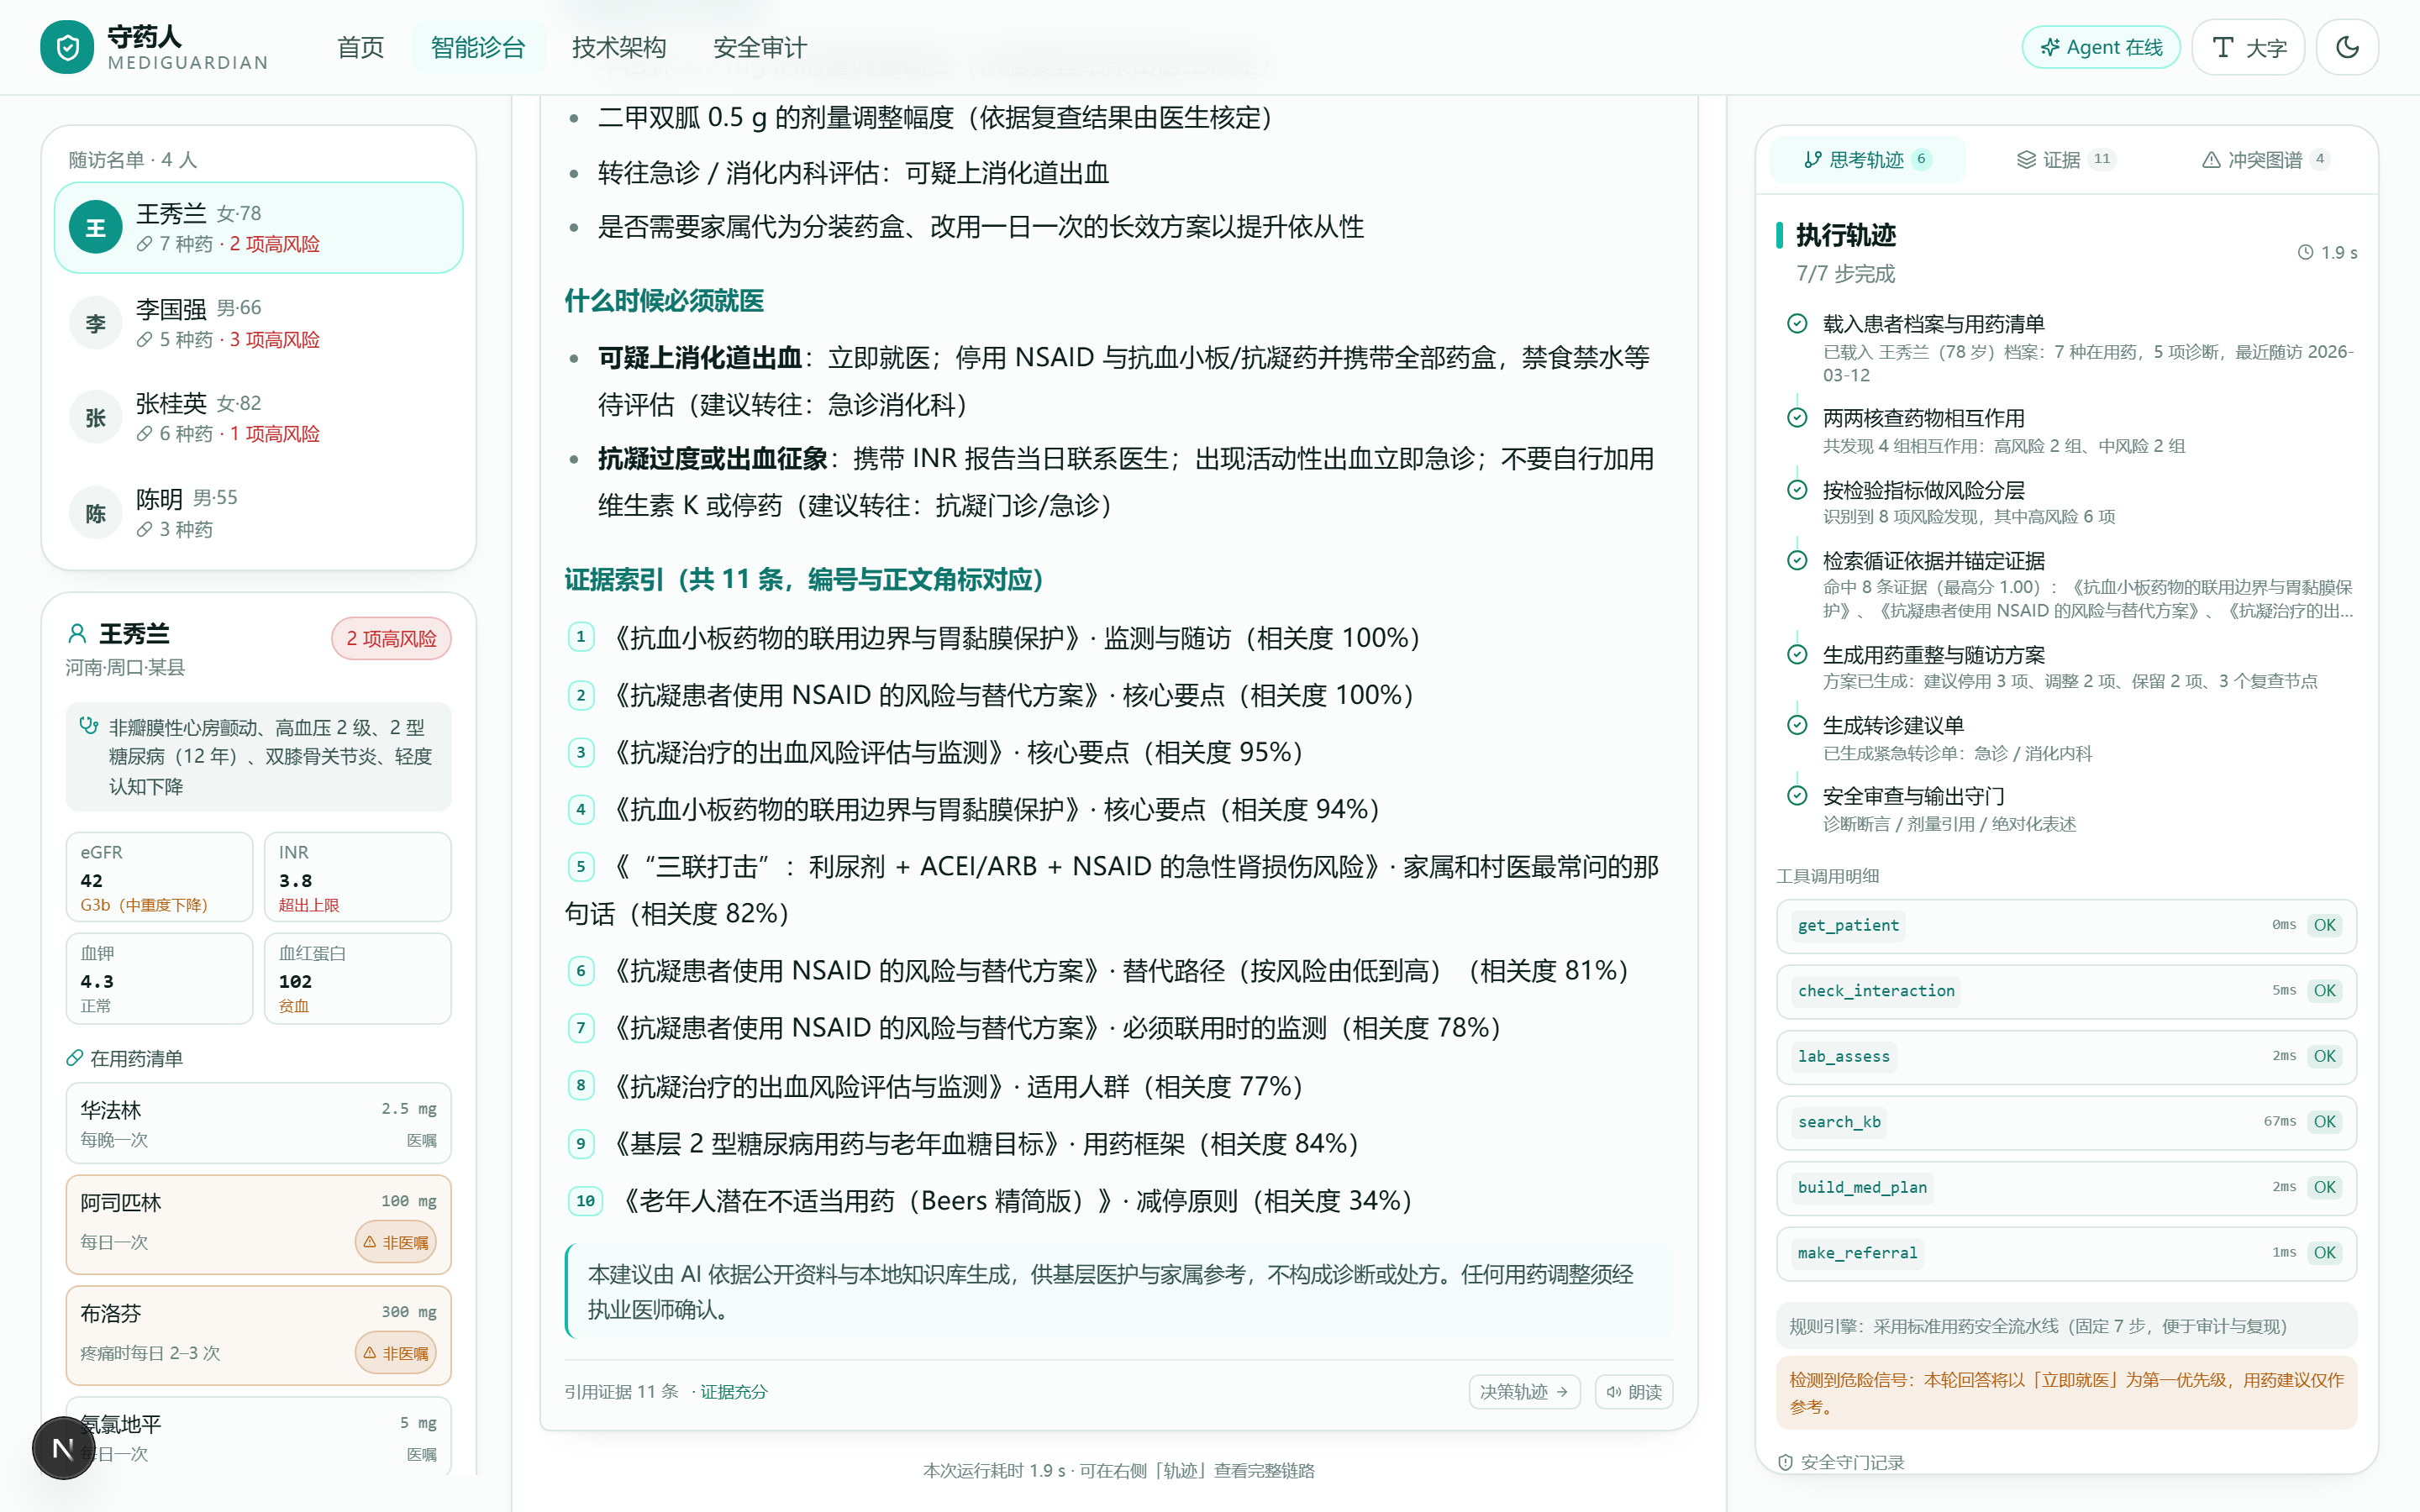 守药人
MEDIGUARDIAN
首页
智能诊台
技术架构
安全审计
Agent 在线
大字
随访名单 · 4 人
王
王秀兰 女·78
7 种药 · 2 项高风险
李
李国强 男·66
5 种药 · 3 项高风险
张
张桂英 女·82
6 种药 · 1 项高风险
陈
陈明 男·55
3 种药
王秀兰
2 项高风险
河南·周口·某县
非瓣膜性心房颤动、高血压 2 级、2 型
糖尿病（12 年）、双膝骨关节炎、轻度
认知下降
eGFR
42
G3b（中重度下降）
INR
3.8
超出上限
血钾
4.3
正常
血红蛋白
102
贫血
在用药清单
华法林
2.5 mg
每晚一次
医嘱
阿司匹林
100 mg
每日一次
非医嘱
布洛芬
300 mg
疼痛时每日 2–3 次
非医嘱
氨氯地平
5 mg
每日一次
医嘱
N
二甲双胍 0.5 g 的剂量调整幅度（依据复查结果由医生核定）
转往急诊 / 消化内科评估：可疑上消化道出血
是否需要家属代为分装药盒、改用一日一次的长效方案以提升依从性
什么时候必须就医
可疑上消化道出血：立即就医；停用 NSAID 与抗血小板/抗凝药并携带全部药盒，禁食禁水等
待评估（建议转往：急诊消化科）
抗凝过度或出血征象：携带 INR 报告当日联系医生；出现活动性出血立即急诊；不要自行加用
维生素 K 或停药（建议转往：抗凝门诊/急诊）
证据索引（共 11 条，编号与正文角标对应）
1 《抗血小板药物的联用边界与胃黏膜保护》· 监测与随访（相关度 100%）
2 《抗凝患者使用 NSAID 的风险与替代方案》· 核心要点（相关度 100%）
3 《抗凝治疗的出血风险评估与监测》· 核心要点（相关度 95%）
4 《抗血小板药物的联用边界与胃黏膜保护》· 核心要点（相关度 94%）
5 《“三联打击”：利尿剂 + ACEI/ARB + NSAID 的急性肾损伤风险》· 家属和村医最常问的那
句话（相关度 82%）
6 《抗凝患者使用 NSAID 的风险与替代方案》· 替代路径（按风险由低到高）（相关度 81%）
7 《抗凝患者使用 NSAID 的风险与替代方案》· 必须联用时的监测（相关度 78%）
8 《抗凝治疗的出血风险评估与监测》· 适用人群（相关度 77%）
9 《基层 2 型糖尿病用药与老年血糖目标》· 用药框架（相关度 84%）
10 《老年人潜在不适当用药（Beers 精简版）》· 减停原则（相关度 34%）
本建议由 AI 依据公开资料与本地知识库生成，供基层医护与家属参考，不构成诊断或处方。任何用药调整须经
执业医师确认。
引用证据 11 条 · 证据充分
决策轨迹 →
朗读
本次运行耗时 1.9 s · 可在右侧「轨迹」查看完整链路
思考轨迹 6
证据 11
冲突图谱 4
执行轨迹
7/7 步完成
1.9 s
载入患者档案与用药清单
已载入 王秀兰（78 岁）档案：7 种在用药，5 项诊断，最近随访 2026-
03-12
两两核查药物相互作用
共发现 4 组相互作用：高风险 2 组、中风险 2 组
按检验指标做风险分层
识别到 8 项风险发现，其中高风险 6 项
检索循证依据并锚定证据
命中 8 条证据（最高分 1.00）：《抗血小板药物的联用边界与胃黏膜保
护》、《抗凝患者使用 NSAID 的风险与替代方案》、《抗凝治疗的出...
生成用药重整与随访方案
方案已生成：建议停用 3 项、调整 2 项、保留 2 项、3 个复查节点
生成转诊建议单
已生成紧急转诊单：急诊 / 消化内科
安全审查与输出守门
诊断断言 / 剂量引用 / 绝对化表述
工具调用明细
get_patient 0ms OK
check_interaction 5ms OK
lab_assess 2ms OK
search_kb 67ms OK
build_med_plan 2ms OK
make_referral 1ms OK
规则引擎：采用标准用药安全流水线（固定 7 步，便于审计与复现）
检测到危险信号：本轮回答将以「立即就医」为第一优先级，用药建议仅作
参考。
安全守门记录